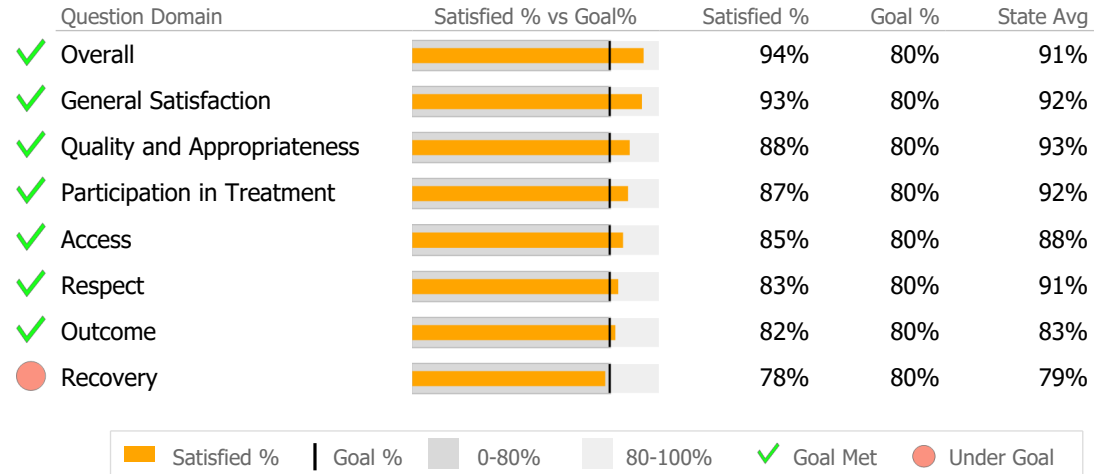 Question Domain Satisfied % vs Goal% Satisfied % Goal % State Avg
Overall 94% 80% 91%
General Satisfaction 93% 80% 92%
Quality and Appropriateness 88% 80% 93%
Participation in Treatment 87% 80% 92%
Access 85% 80% 88%
Respect 83% 80% 91%
Outcome 82% 80% 83%
Recovery 78% 80% 79%
Satisfied % Goal % 0-80% 80-100% Goal Met Under Goal